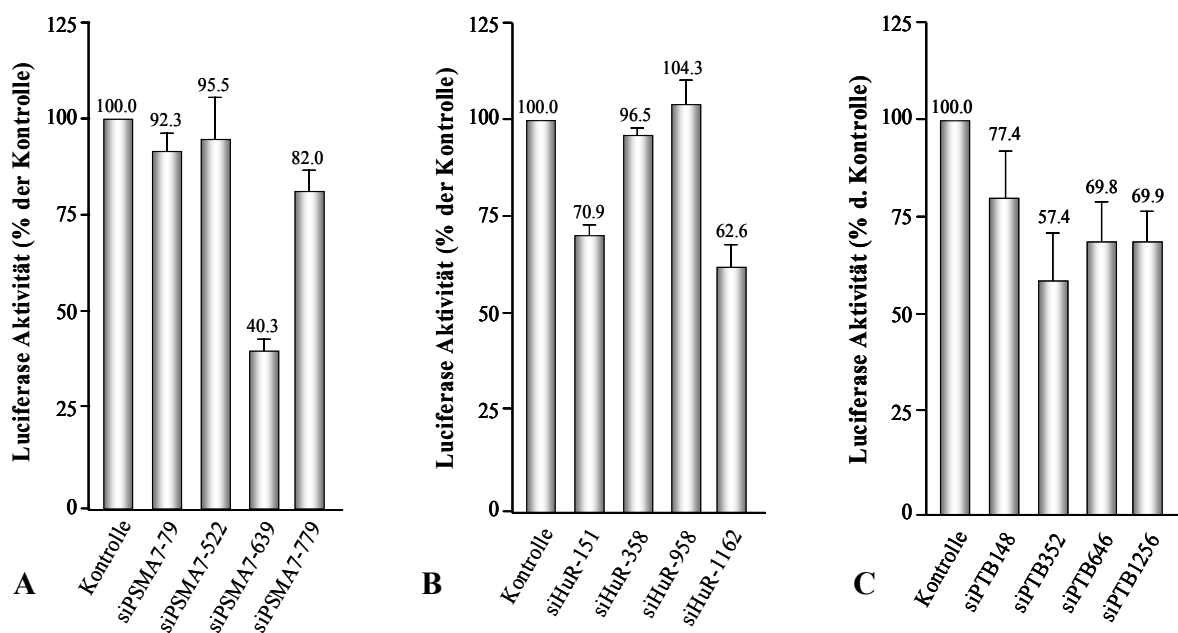 Luciferase Aktivität (% der Kontrolle)
125
100
75
50
25
0
100.0
92.3
95.5
40.3
82.0
Kontrolle
siPSMA7-79
siPSMA7-522
siPSMA7-639
siPSMA7-779
A
Luciferase Aktivität (% der Kontrolle)
125
100
75
50
25
0
100.0
70.9
96.5
104.3
62.6
Kontrolle
siHuR-151
siHuR-358
siHuR-958
siHuR-1162
B
Luciferase Aktivität (% d. Kontrolle)
125
100
75
50
25
0
100.0
77.4
57.4
69.8
69.9
Kontrolle
siPTB148
siPTB352
siPTB646
siPTB1256
C